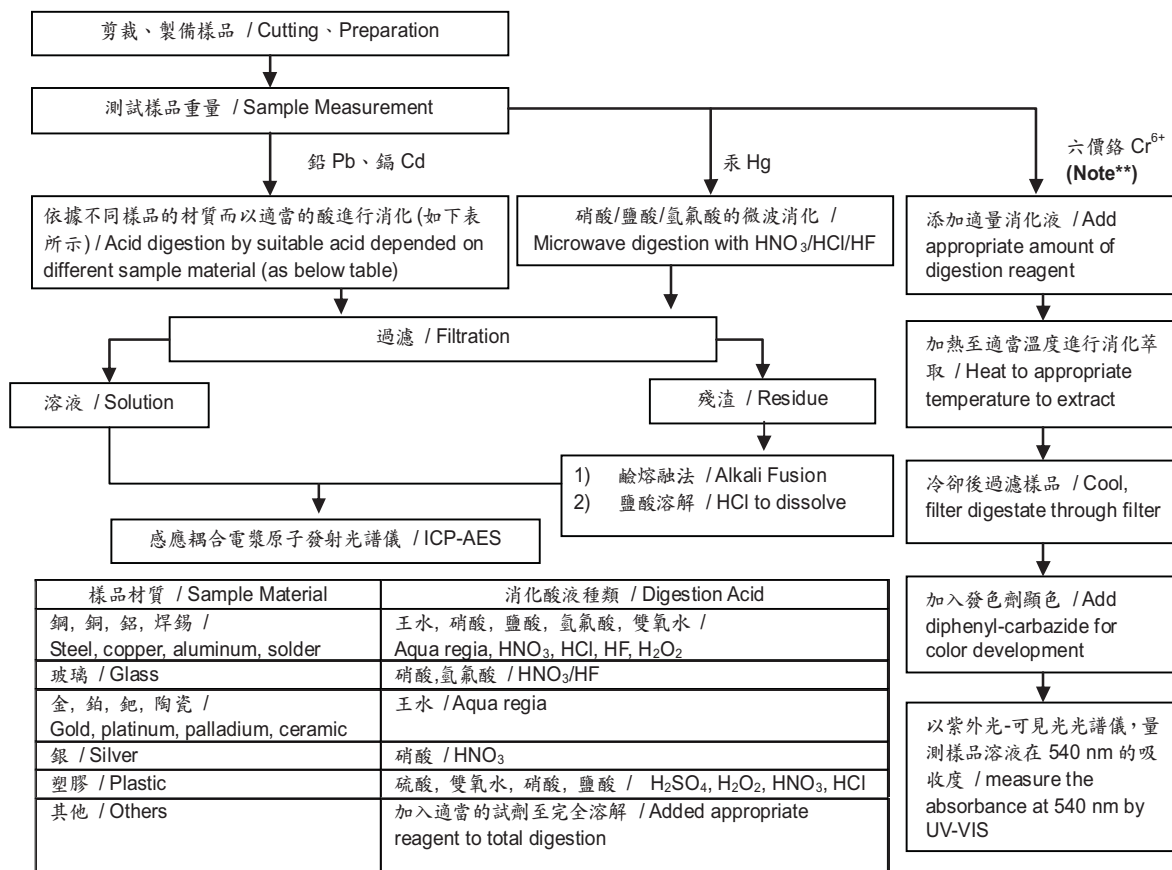 剪裁、製備樣品 / Cutting、Preparation
測試樣品重量 / Sample Measurement
鉛 Pb、鎘 Cd
汞 Hg
六價鉻 Cr6+
(Note**)
依據不同樣品的材質而以適當的酸進行消化 (如下表
所示) / Acid digestion by suitable acid depended on
different sample material (as below table)
硝酸/鹽酸/氫氟酸的微波消化 /
Microwave digestion with HNO3/HCl/HF
添加適量消化液 / Add
appropriate amount of
digestion reagent
過濾 / Filtration
加熱至適當溫度進行消化萃
取 / Heat to appropriate
temperature to extract
溶液 / Solution
殘渣 / Residue
1) 鹼熔融法 / Alkali Fusion
2) 鹽酸溶解 / HCl to dissolve
冷卻後過濾樣品 / Cool,
filter digestate through filter
感應耦合電漿原子發射光譜儀 / ICP-AES
加入發色劑顯色 / Add
diphenyl-carbazide for
color development
以紫外光-可見光光譜儀，量
測樣品溶液在 540 nm 的吸
收度 / measure the
absorbance at 540 nm by
UV-VIS
樣品材質 / Sample Material
消化酸液種類 / Digestion Acid
鋼, 銅, 鋁, 焊錫 /
Steel, copper, aluminum, solder
王水, 硝酸, 鹽酸, 氫氟酸, 雙氧水 /
Aqua regia, HNO3, HCl, HF, H2O2
玻璃 / Glass
硝酸,氫氟酸 / HNO3/HF
金, 鉑, 鈀, 陶瓷 /
Gold, platinum, palladium, ceramic
王水 / Aqua regia
銀 / Silver
硝酸 / HNO3
塑膠 / Plastic
硫酸, 雙氧水, 硝酸, 鹽酸 / H2SO4, H2O2, HNO3, HCl
其他 / Others
加入適當的試劑至完全溶解 / Added appropriate
reagent to total digestion